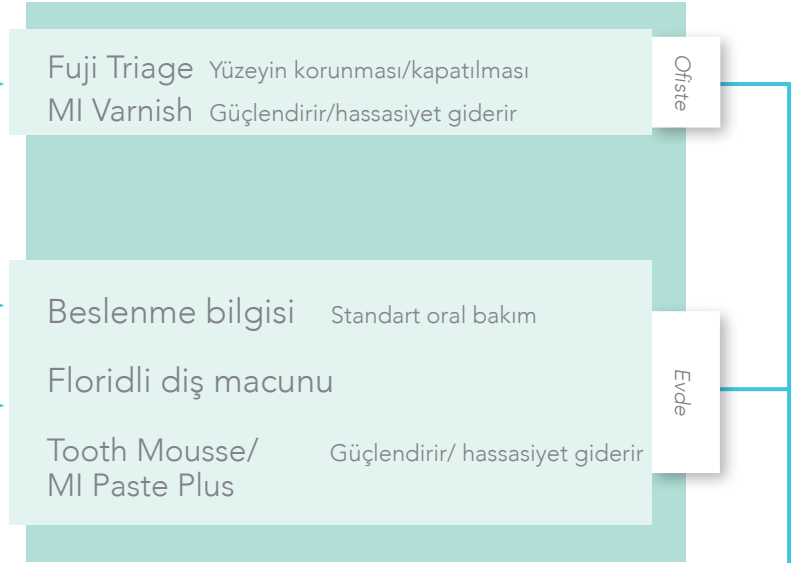 Fuji Triage Yüzeyin korunması/kapatılması
MI Varnish Güçlendirir/hassasiyet giderir
Ofiste
Beslenme bilgisi Standart oral bakım
Floridli diş macunu
Tooth Mousse/ Güçlendirir/ hassasiyet giderir
MI Paste Plus
Evde